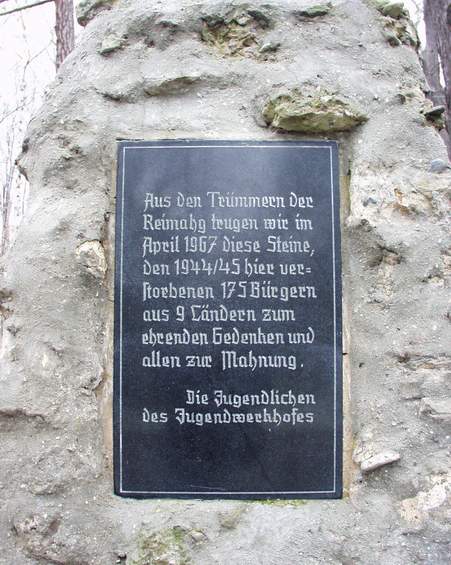 Aus den Trümmern der
Reimahg trugen wir im
April 1967 diese Steine,
den 1944/45 hier ver=
storbenen 175 Bürgern
aus 9 Ländern zum
ehrenden Gedenken und
allen zur Mahnung.
Die Jugendlichen
des Jugendwerkhofes